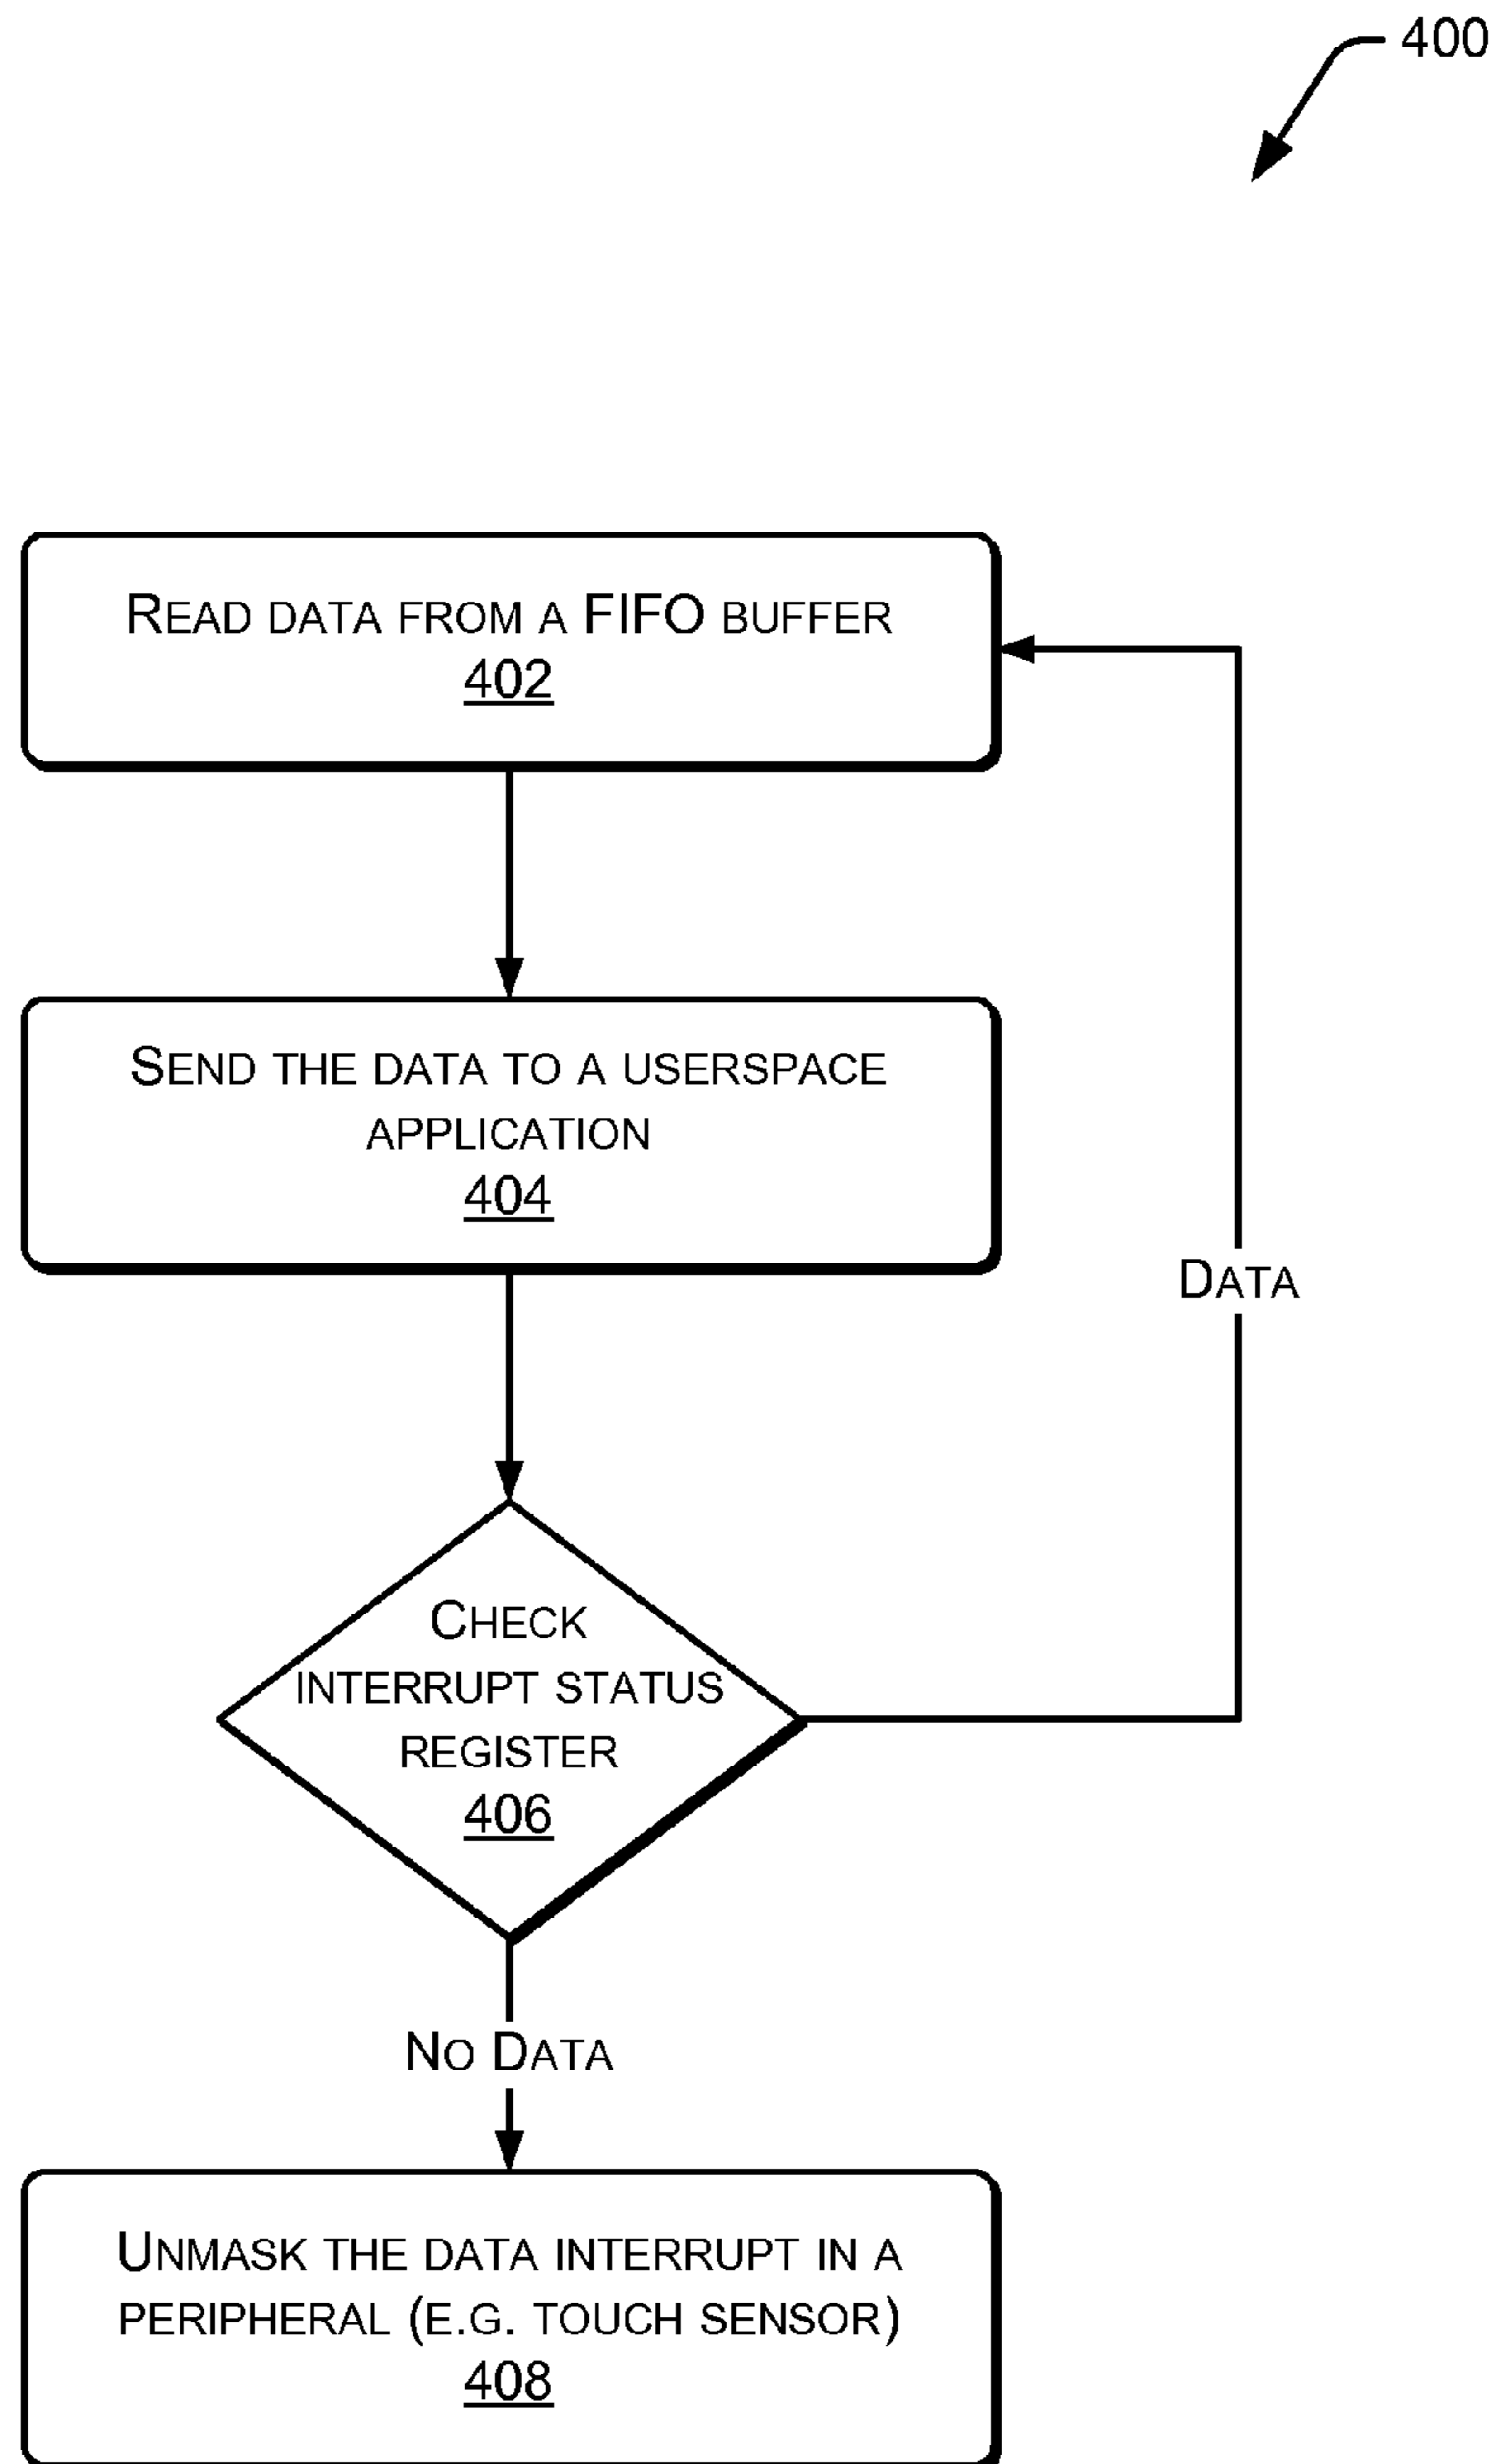 400
READ DATA FROM A FIFO BUFFER
402
SEND THE DATA TO A USERSPACE
APPLICATION
404
DATA
CHECK
INTERRUPT STATUS
REGISTER
406
NO DATA
UNMASK THE DATA INTERRUPT IN A
PERIPHERAL (E.G. TOUCH SENSOR)
408